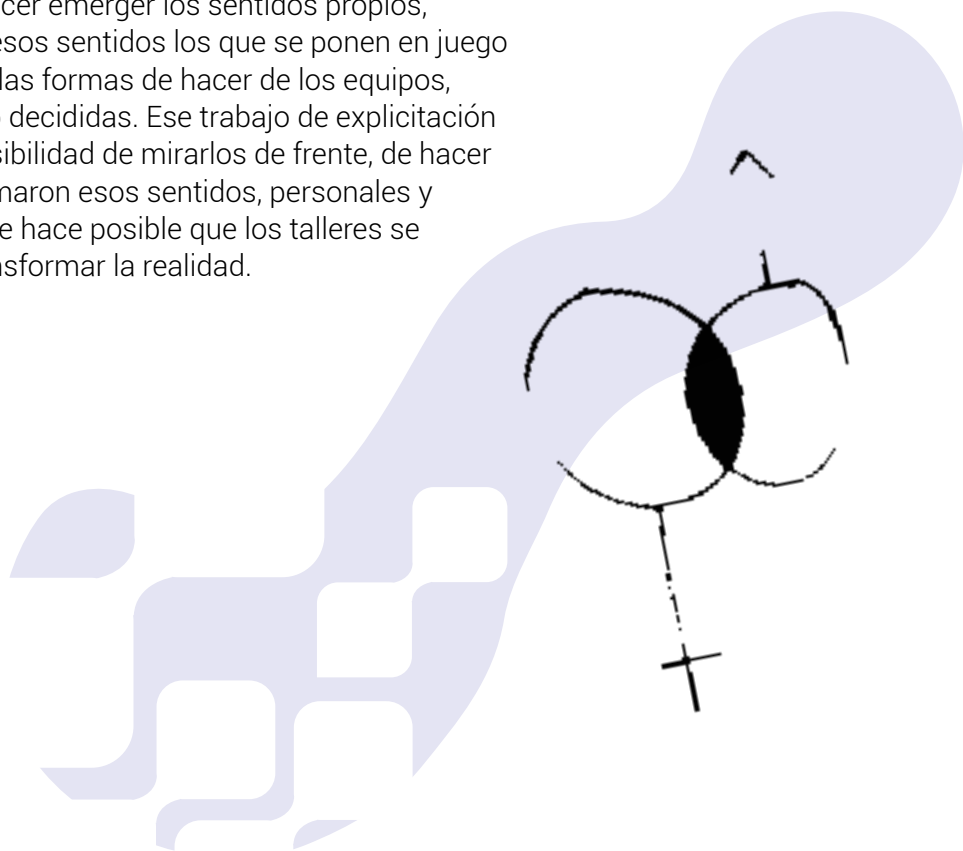 cer emerger los sentidos propios,
esos sentidos los que se ponen en juego
las formas de hacer de los equipos,
decididas. Ese trabajo de explicitación
sibilidad de mirarlos de frente, de hacer
maron esos sentidos, personales y
e hace posible que los talleres se
nsformar la realidad.